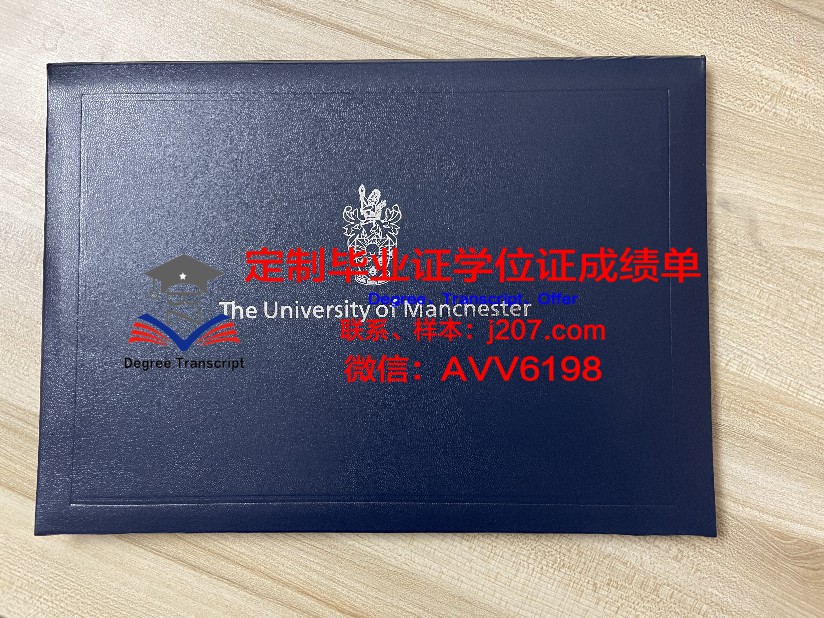 定制毕业证学位证成绩单
Degree、Transcript、Offer
The University of Manchester
联系、样本：j207.com
Degree Transcript
微信：AVV6198